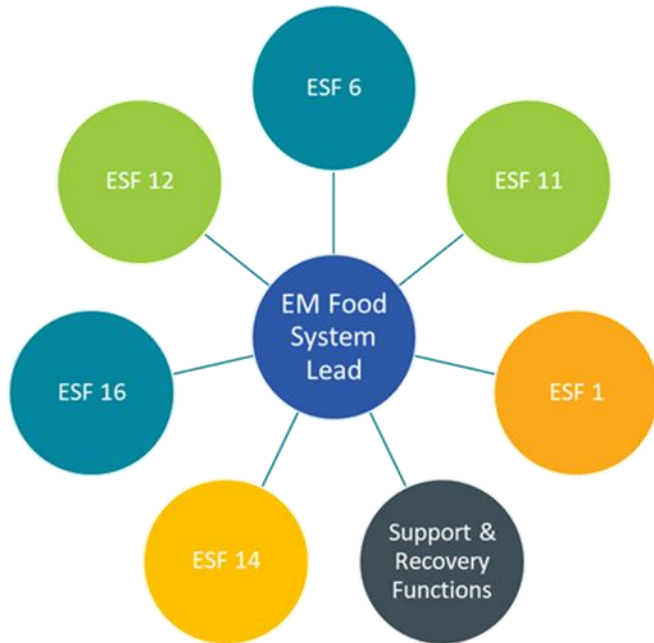 ESF 6
ESF 12
ESF 11
EM Food
System
Lead
ESF 16
ESF 1
ESF 14
Support &
Recovery
Functions